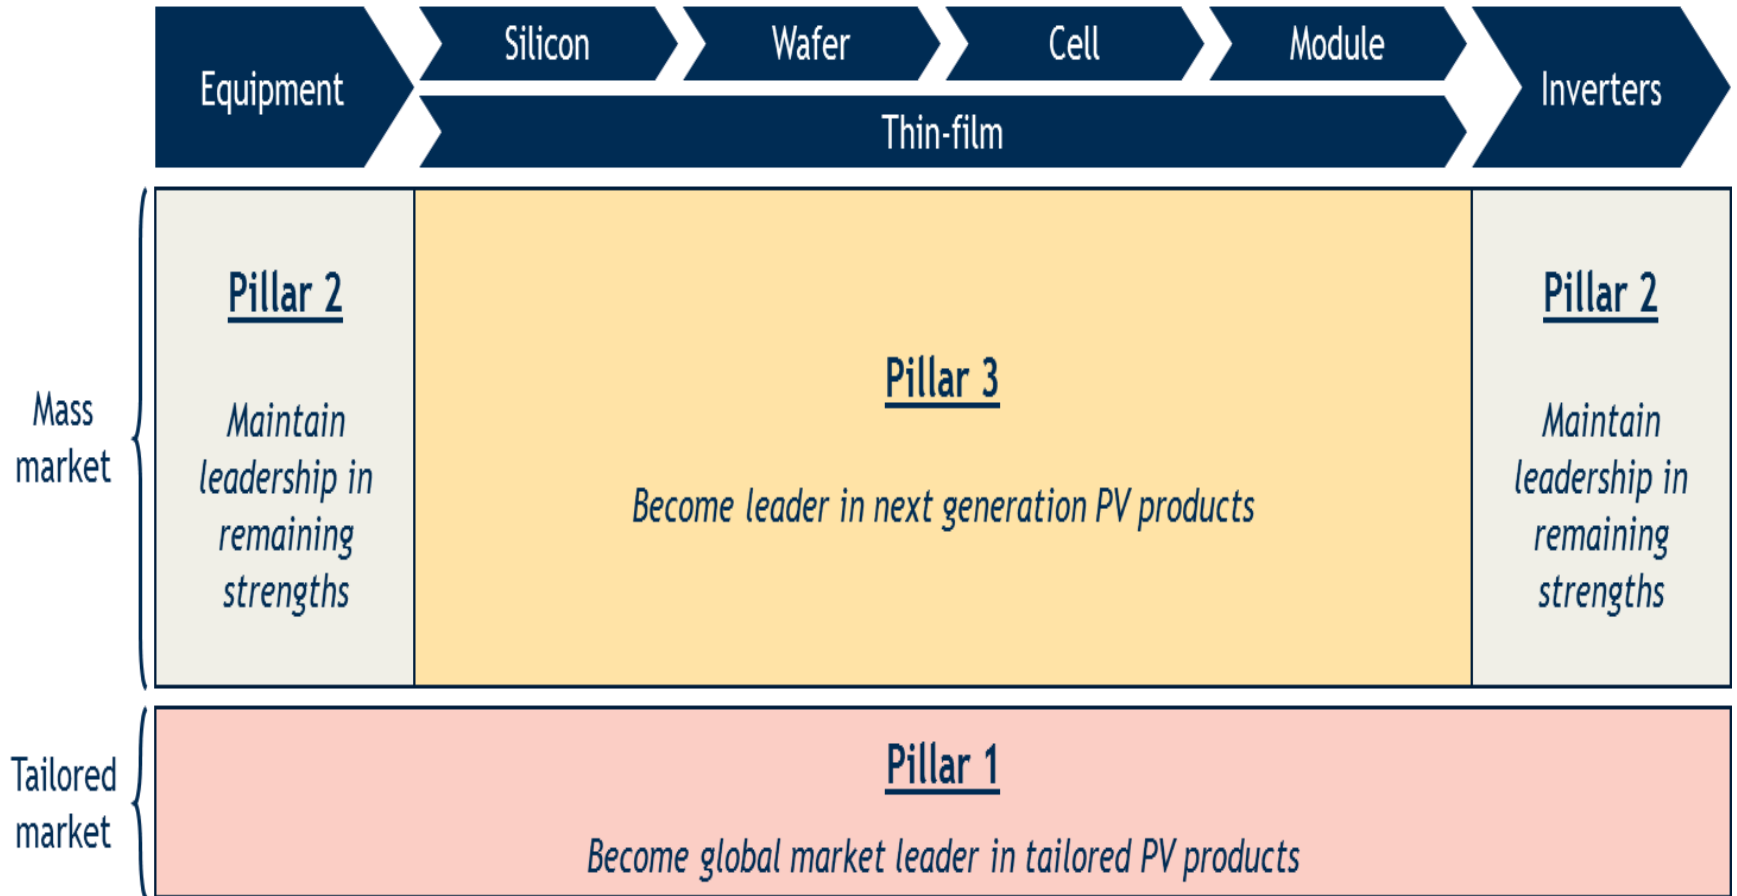 Equipment
Silicon
Wafer
Cell
Module
Thin-film
Inverters
Mass
market
Pillar 2
Maintain
leadership in
remaining
strengths
Pillar 3
Become leader in next generation PV products
Pillar 2
Maintain
leadership in
remaining
strengths
Tailored
market
Pillar 1
Become global market leader in tailored PV products